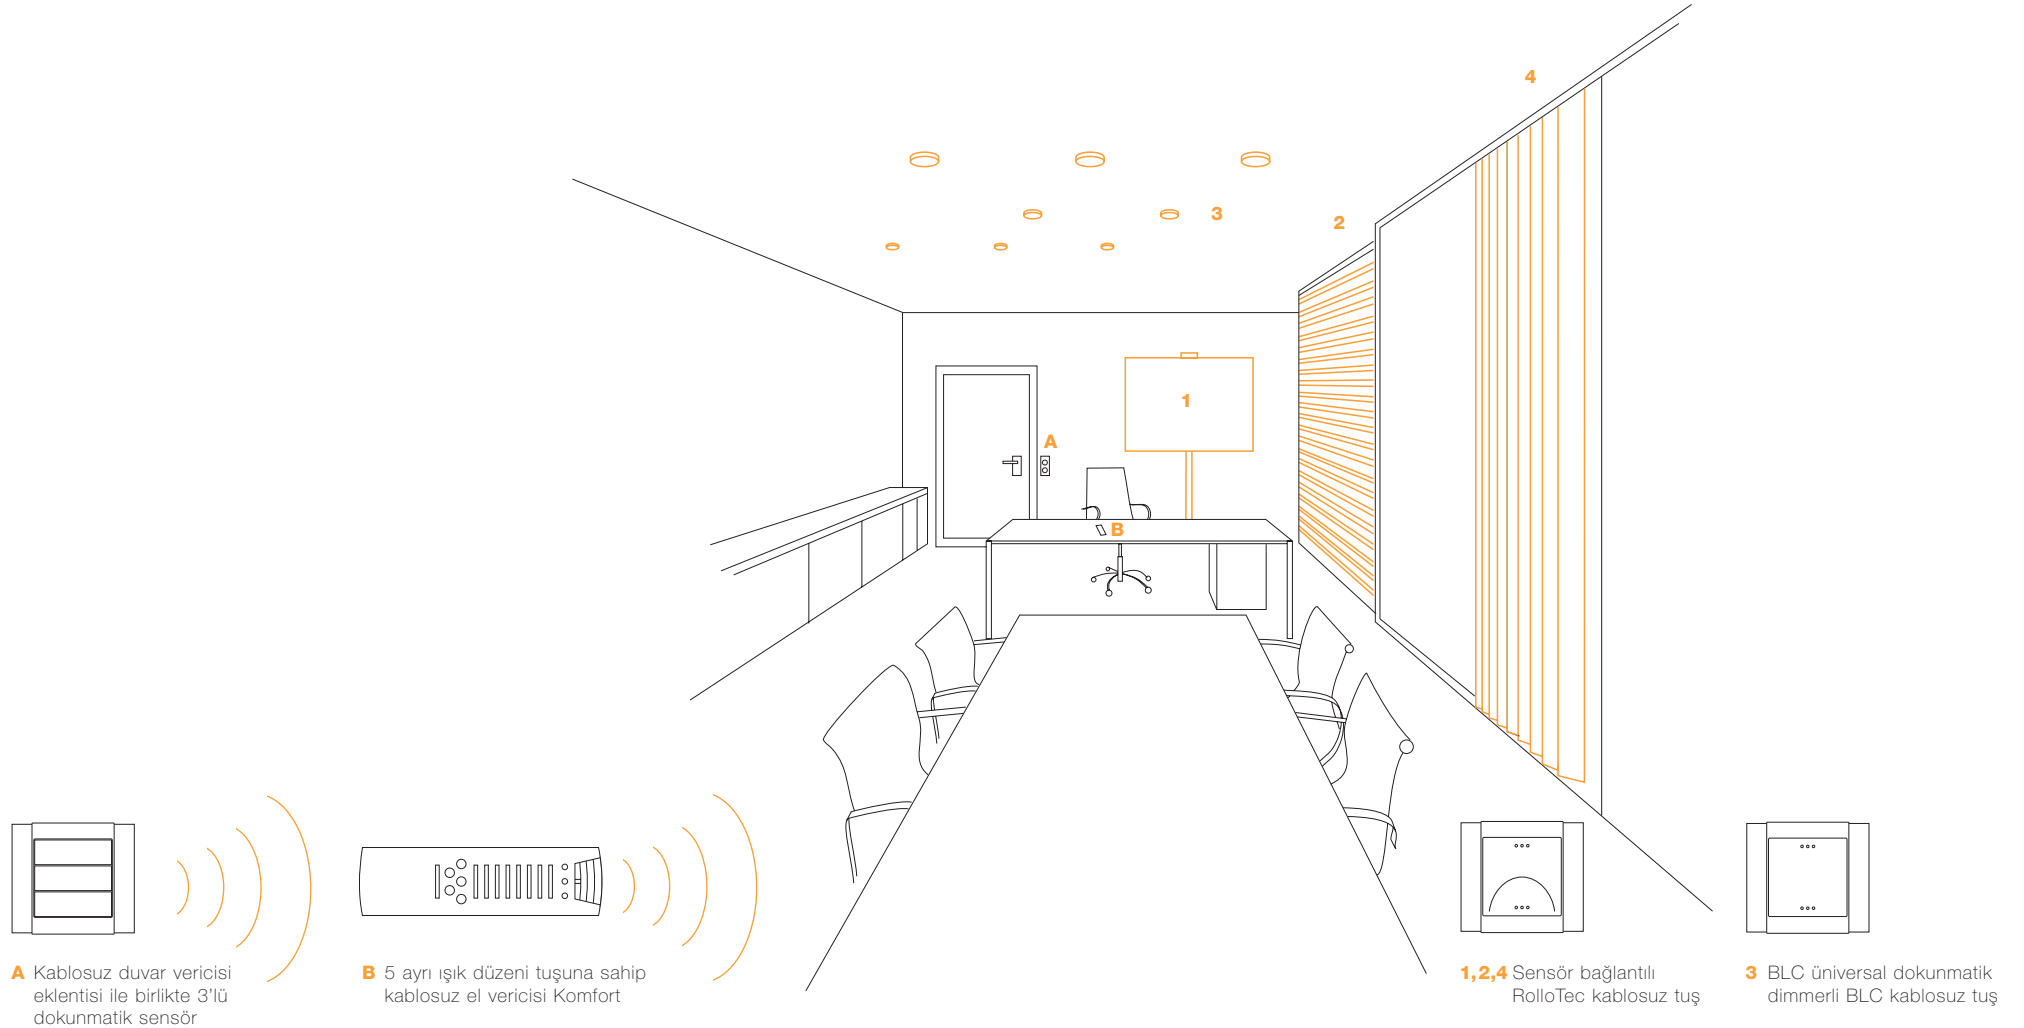 4
3
2
1
A
B
A Kablosuz duvar vericisi
eklentisi ile birlikte 3'lü
dokunmatik sensör
B 5 ayrı ışık düzeni tuşuna sahip
kablosuz el vericisi Komfort
1,2,4 Sensör bağlantılı
RolloTec kablosuz tuş
3 BLC üniversal dokunmatik
dimmerli BLC kablosuz tuş